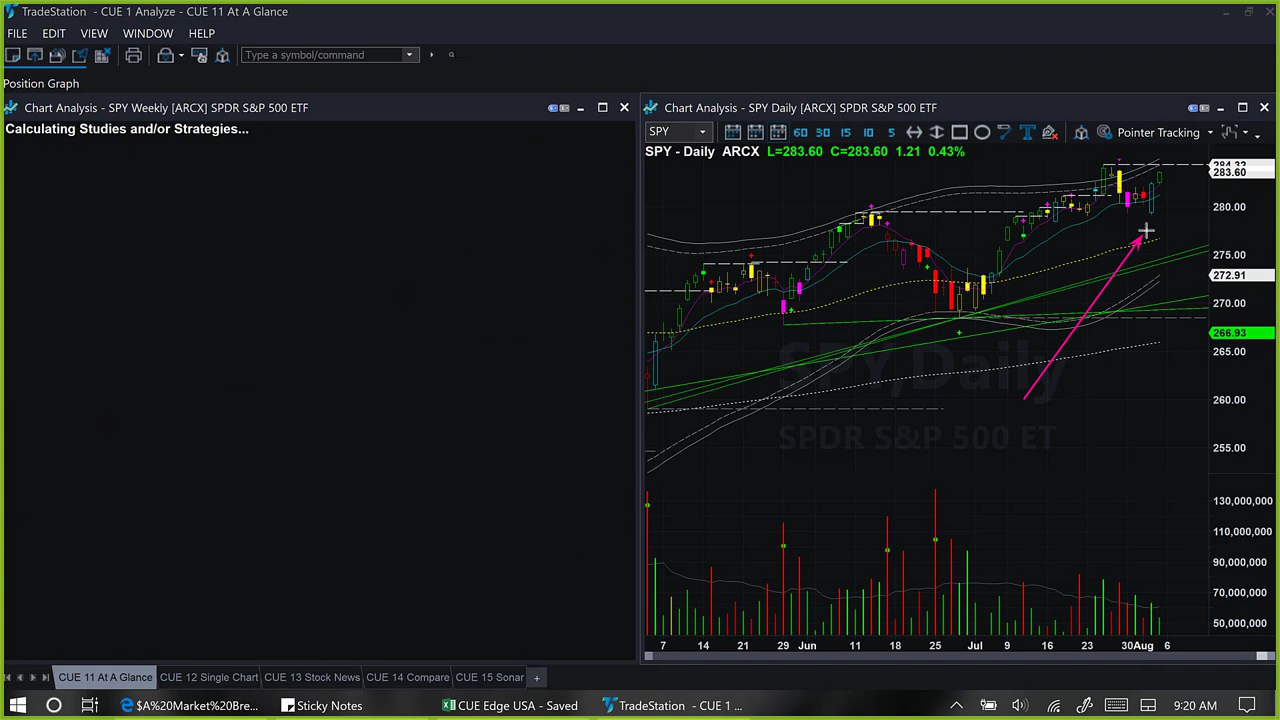 TradeStation - CUE 1 Analyze - CUE 11 At A Glance
FILE EDIT VIEW WINDOW HELP
Type a symbol/command
Position Graph
Chart Analysis - SPY Weekly [ARCX] SPDR S&P 500 ETF
Calculating Studies and/or Strategies...
Chart Analysis - SPY Daily [ARCX] SPDR S&P 500 ETF
SPY 60 30 15 10 5 T Pointer Tracking
SPY - Daily ARCX L=283.60 C=283.60 1.21 0.43%
284.32
283.60
280.00
275.00
272.91
270.00
266.93
265.00
260.00
255.00
SPY,Daily
SPDR S&P 500 ET
130,000,000
110,000,000
90,000,000
70,000,000
50,000,000
7 14 21 Jun 11 18 25 Jul 9 16 23 30 Aug 6
CUE 11 At A Glance CUE 12 Single Chart CUE 13 Stock News CUE 14 Compare CUE 15 Sonar +
$A%20Market%20Bre... Sticky Notes CUE Edge USA - Saved TradeStation - CUE 1 ... 9:20 AM